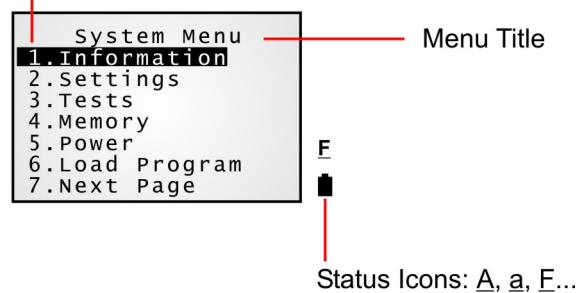 System Menu
1.Information
2.Settings
3.Tests
4.Memory
5.Power
6.Load Program
7.Next Page
Menu Title
F
Status Icons: A, a, F...